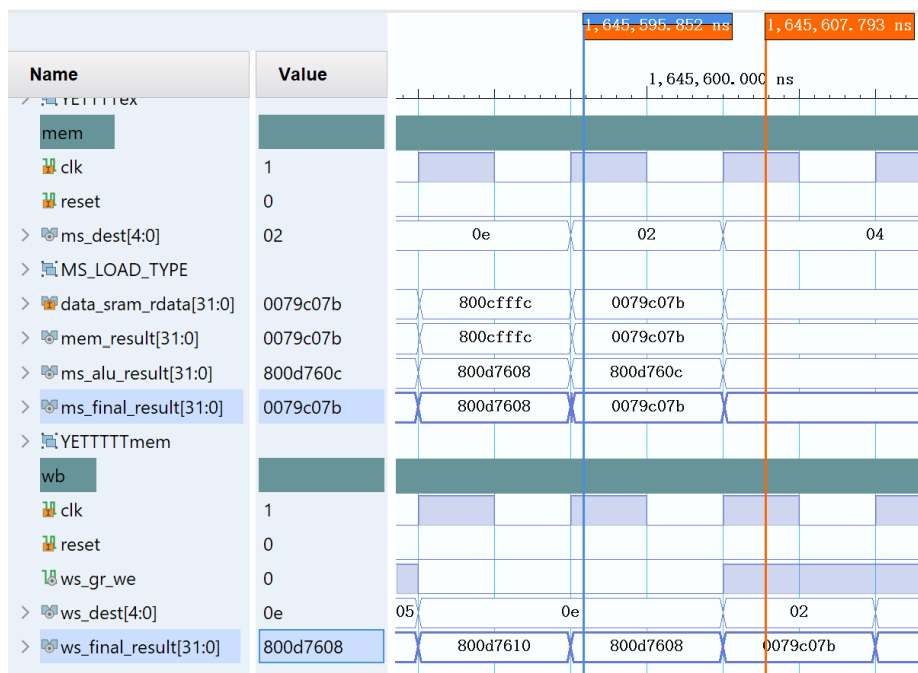 1,645,595.852 ns 1,645,607.793 ns
Name Value 1,645,600.000 ns
YETTTTex
mem
clk 1
reset 0
ms_dest[4:0] 02 0e 02 04
MS_LOAD_TYPE
data_sram_rdata[31:0] 0079c07b 800cfffc 0079c07b
mem_result[31:0] 0079c07b 800cfffc 0079c07b
ms_alu_result[31:0] 800d760c 800d7608 800d760c
ms_final_result[31:0] 0079c07b 800d7608 0079c07b
YETTTTTmem
wb
clk 1
reset 0
ws_gr_we 0
ws_dest[4:0] 0e 05 0e 02
ws_final_result[31:0] 800d7608 800d7610 800d7608 0079c07b